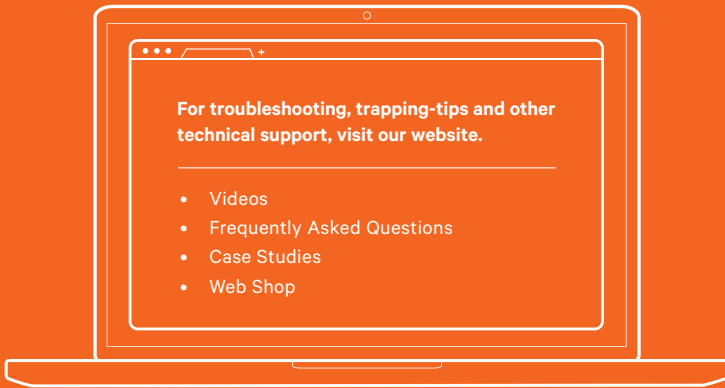 For troubleshooting, trapping-tips and other
technical support, visit our website.
• Videos
• Frequently Asked Questions
• Case Studies
• Web Shop